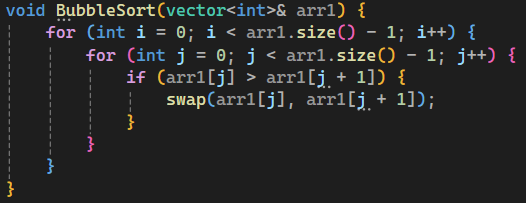 void BubbleSort(vector<int>& arr1) {
    for (int i = 0; i < arr1.size() - 1; i++) {
        for (int j = 0; j < arr1.size() - 1; j++) {
            if (arr1[j] > arr1[j + 1]) {
                swap(arr1[j], arr1[j + 1]);
            }
        }
    }
}